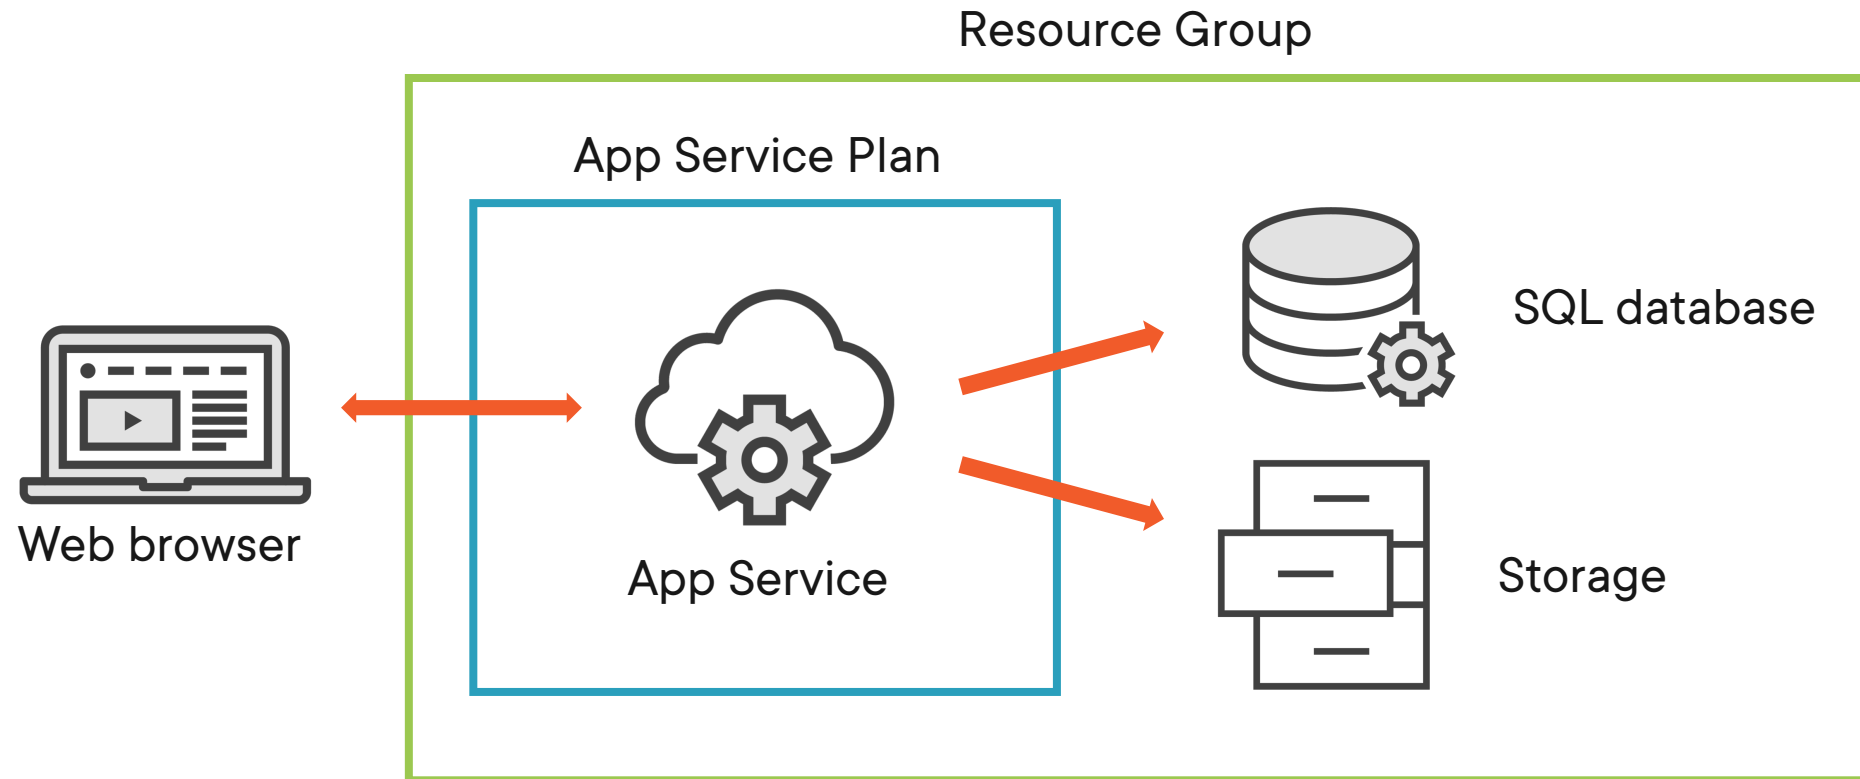 Resource Group
App Service Plan
SQL database
Web browser
App Service
Storage